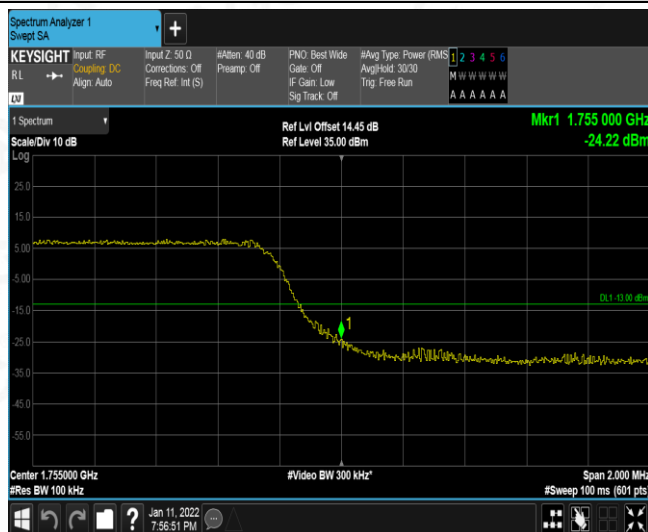 Spectrum Analyzer 1
Swept SA
+
KEYSIGHT
RL
LXI
Input: RF
Coupling: DC
Align: Auto
Input Z: 50 Ω
Corrections: Off
Freq Ref: Int (S)
#Atten: 40 dB
Preamp: Off
PNO: Best Wide
Gate: Off
IF Gain: Low
Sig Track: Off
#Avg Type: Power (RMS
Avg|Hold: 30/30
Trig: Free Run
1 2 3 4 5 6
M W W W W W
A A A A A A
1 Spectrum
Scale/Div 10 dB
Log
Ref Lvl Offset 14.45 dB
Ref Level 35.00 dBm
Mkr1 1.755 000 GHz
-24.22 dBm
25.0
15.0
5.00
-5.00
DL1 -13.00 dBm
-15.0
1
-25.0
-35.0
-45.0
-55.0
Center 1.755000 GHz
#Video BW 300 kHz*
Span 2.000 MHz
#Res BW 100 kHz
#Sweep 100 ms (601 pts)
?
Jan 11, 2022
7:56:51 PM